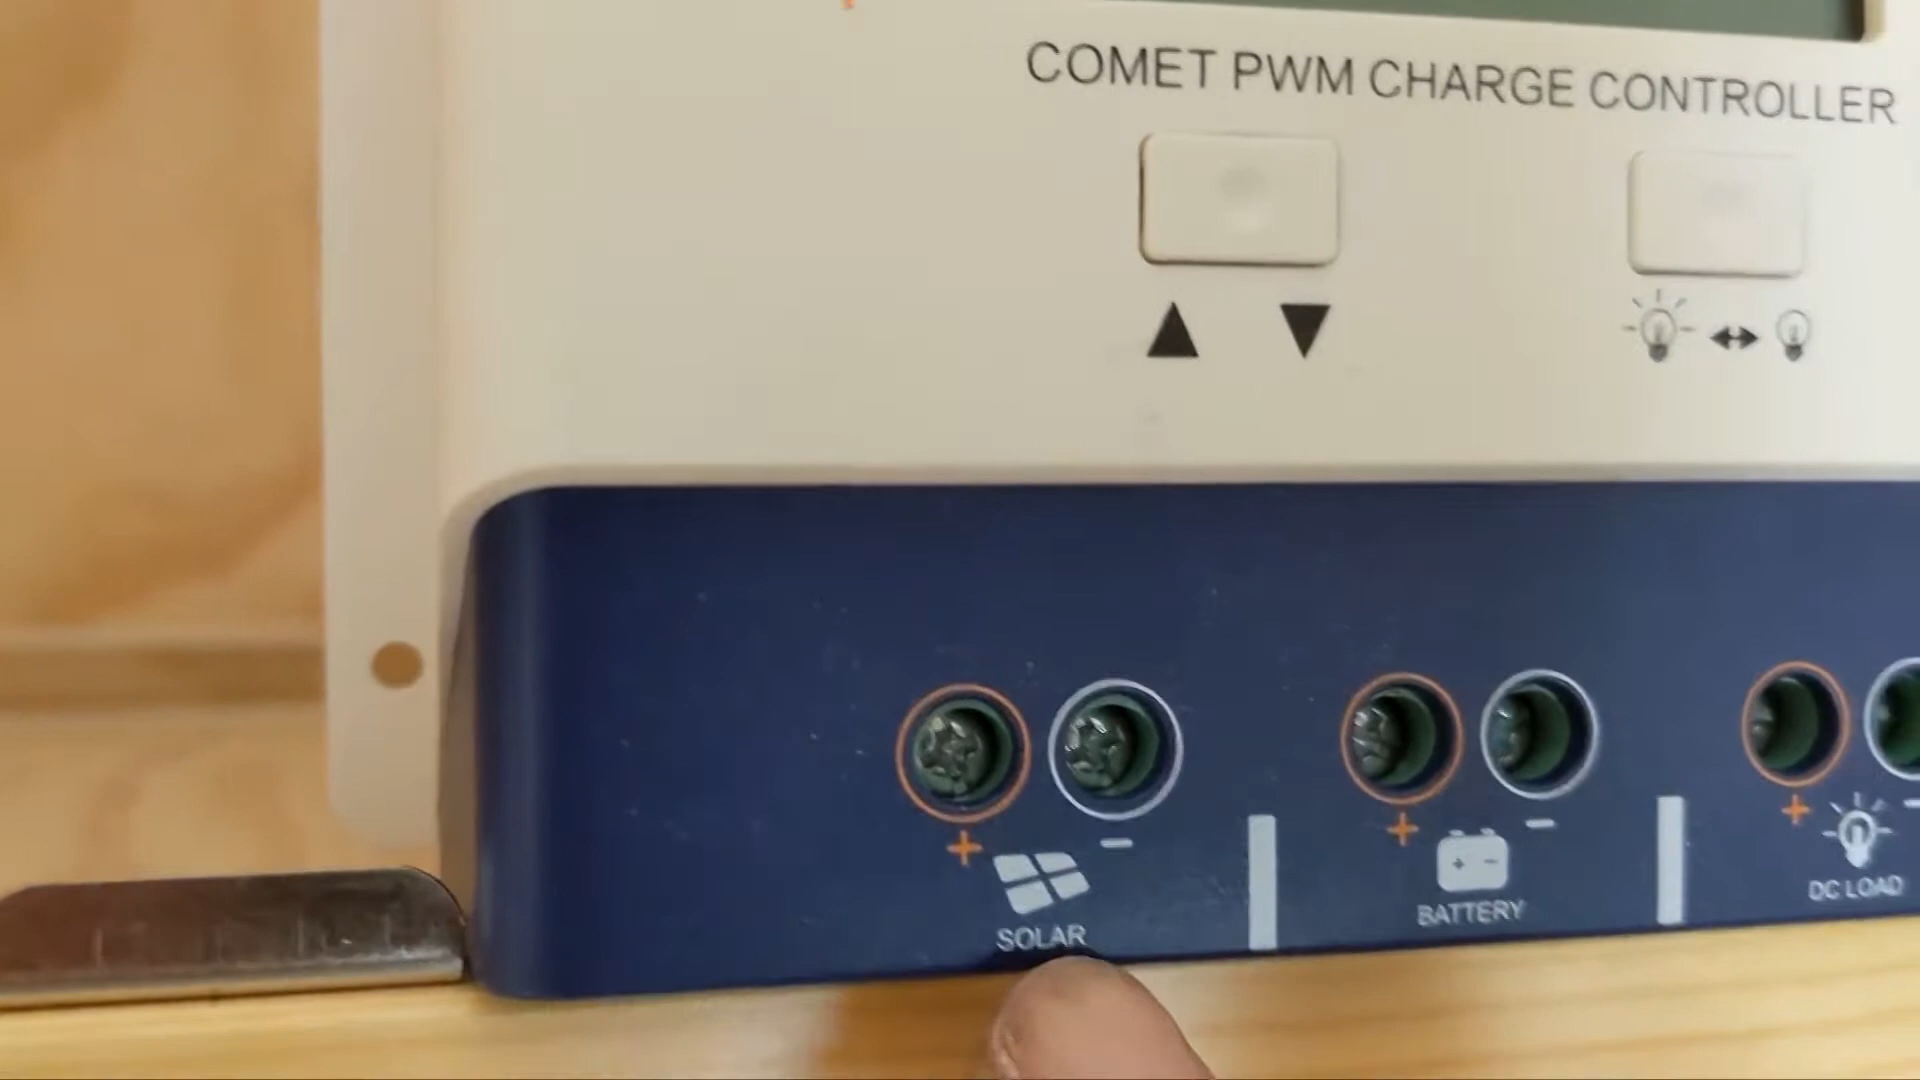 COMET PWM CHARGE CONTROLLER
+ −
SOLAR
+ −
+ −
BATTERY
+ −
DC LOAD